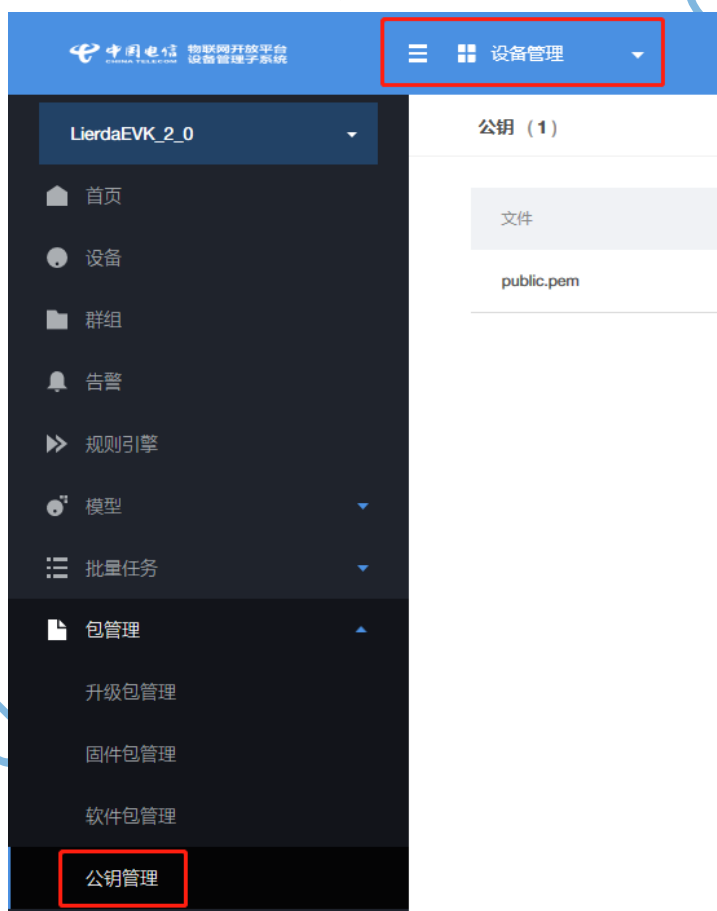 中国电信 物联网开放平台
CHINA TELECOM 设备管理子系统
设备管理
LierdaEVK_2_0
公钥（1）
首页
文件
设备
public.pem
群组
告警
规则引擎
模型
批量任务
包管理
升级包管理
固件包管理
软件包管理
公钥管理